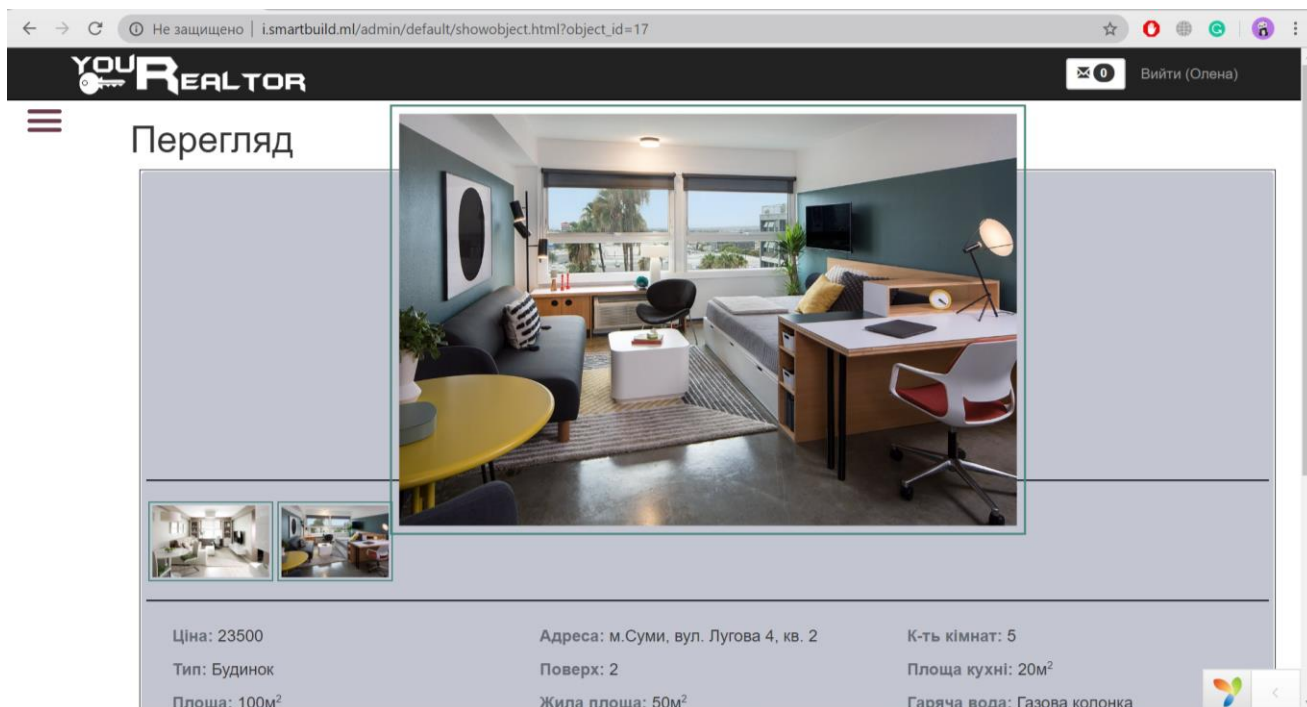 Не защищено | i.smartbuild.ml/admin/default/showobject.html?object_id=17
YOUREALTOR
0 Вийти (Олена)
Перегляд
Ціна: 23500 Адреса: м.Суми, вул. Лугова 4, кв. 2 К-ть кімнат: 5
Тип: Будинок Поверх: 2 Площа кухні: 20м²
Площа: 100м² Жила площа: 50м² Гаряча вода: Газова колонка